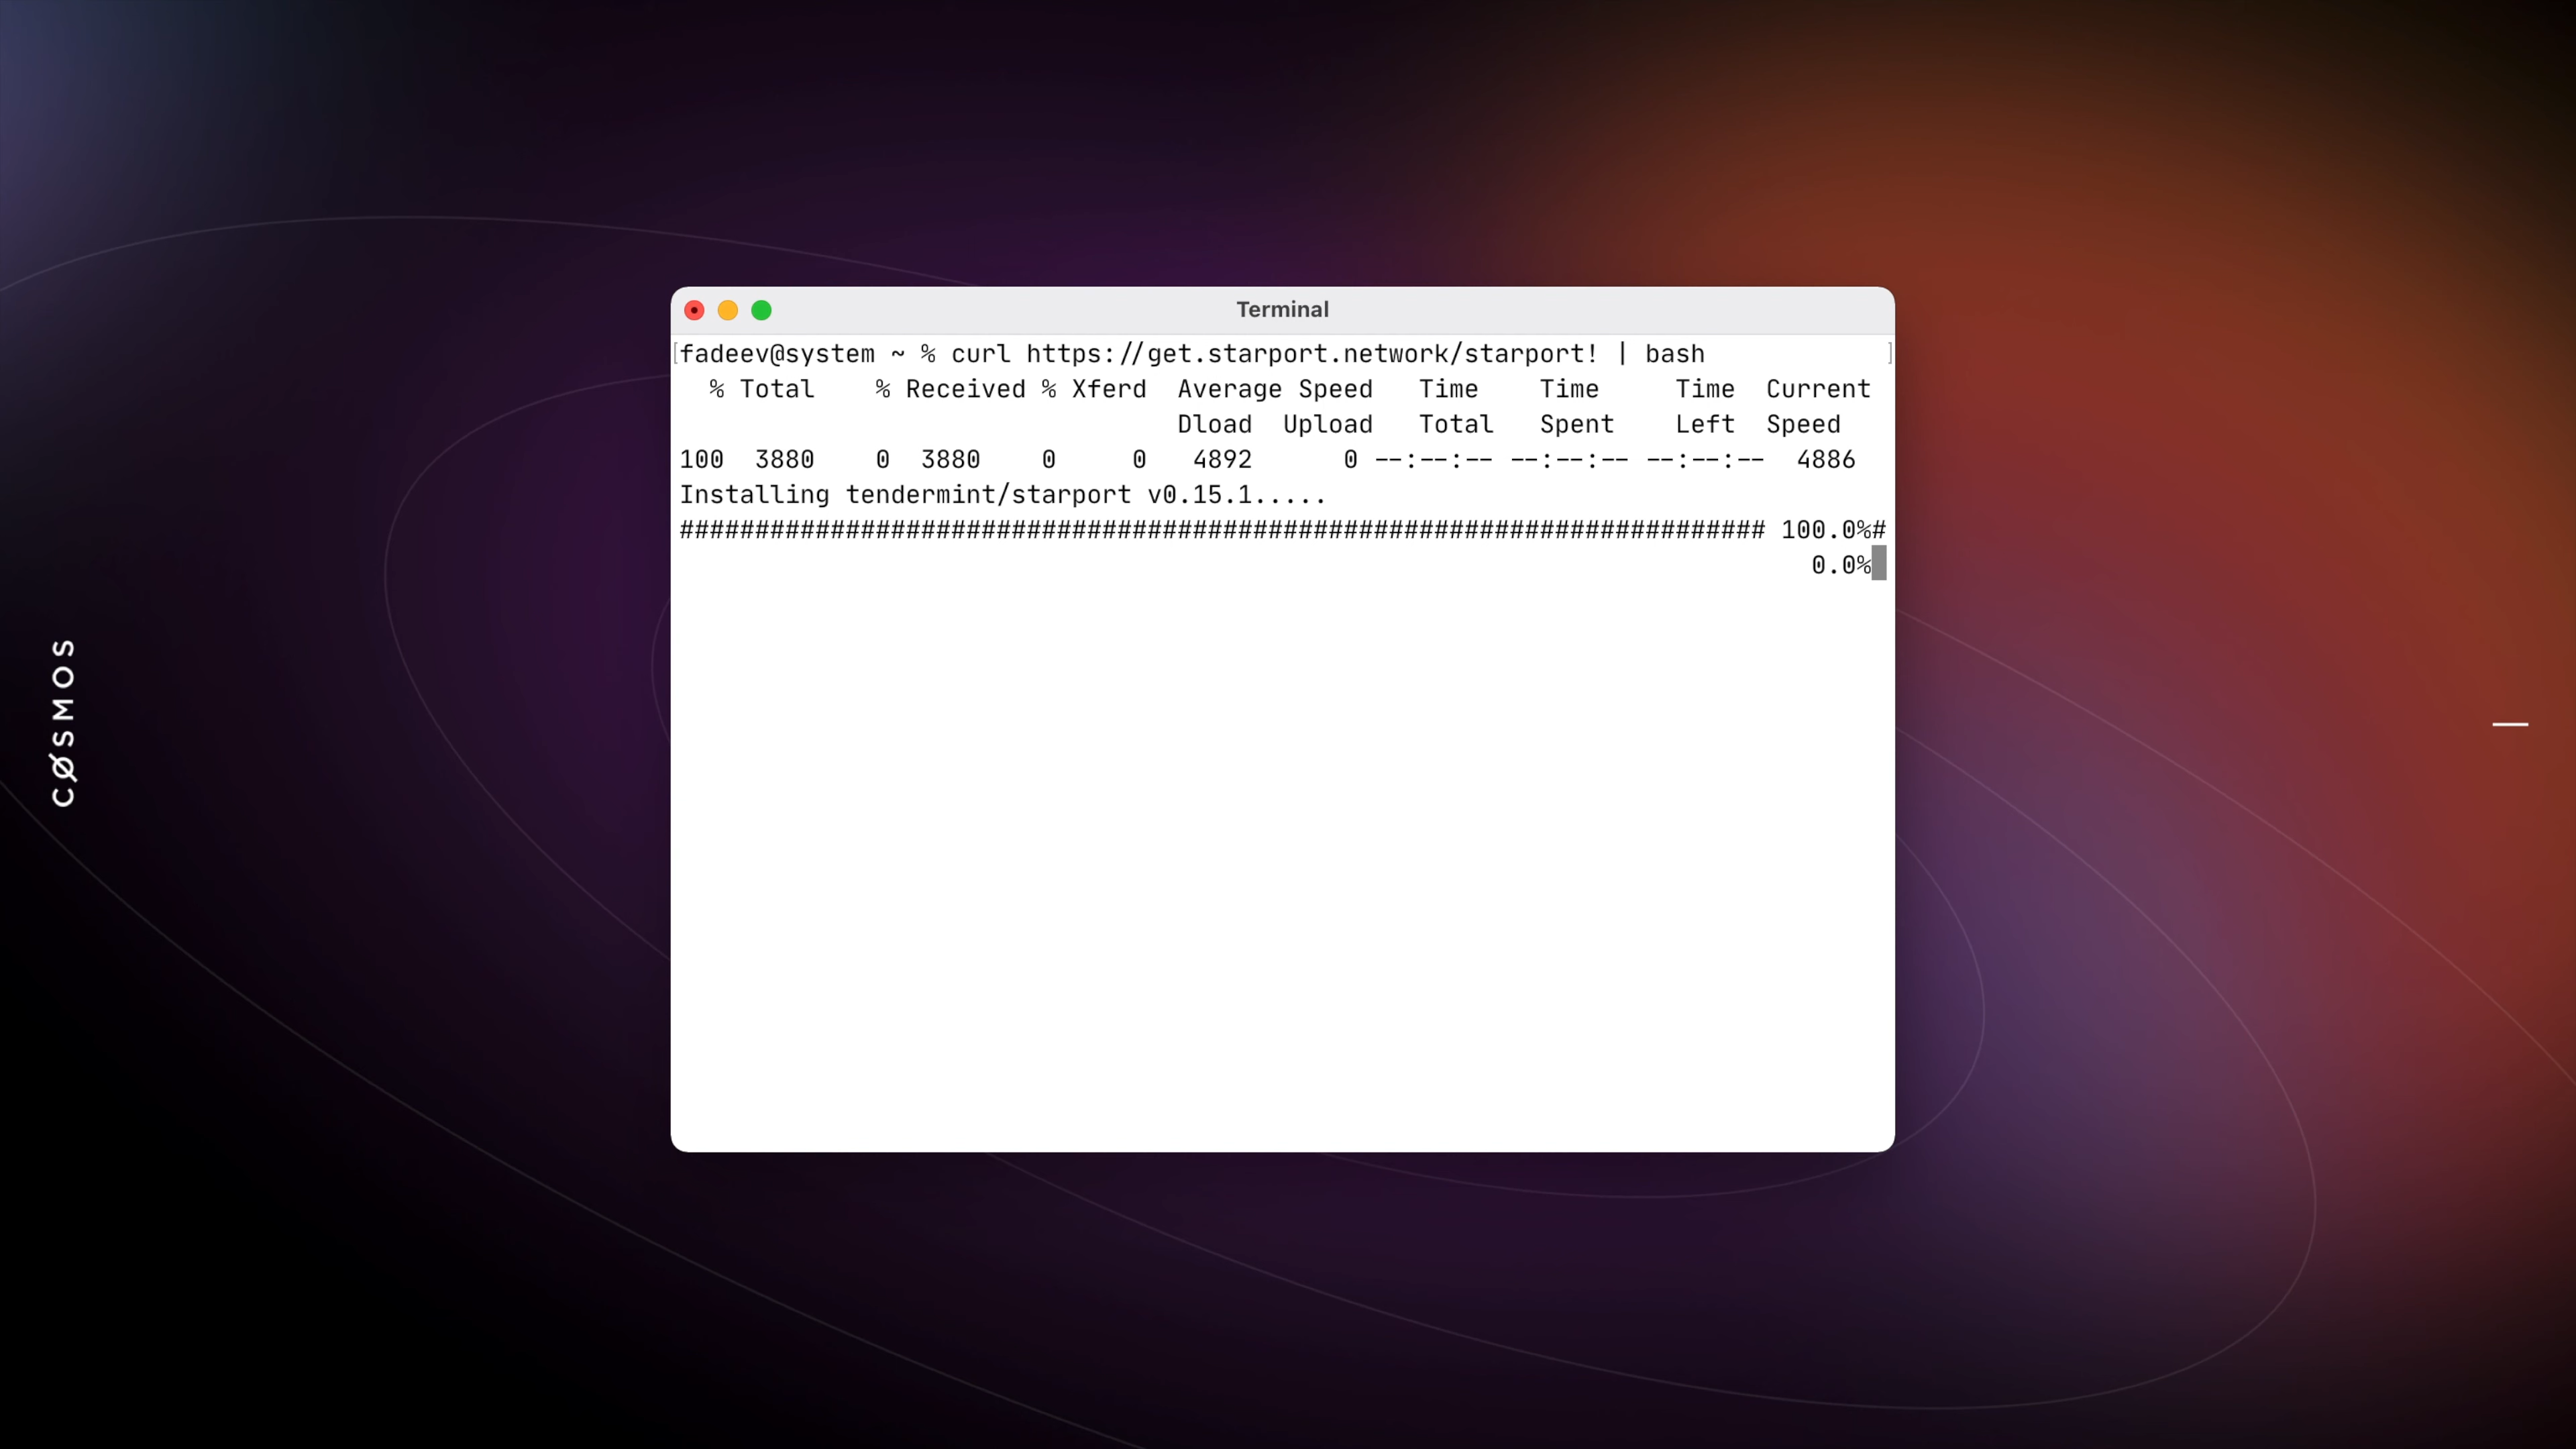 CØSMOS
Terminal
fadeev@system ~ % curl https://get.starport.network/starport! | bash
% Total % Received % Xferd Average Speed Time Time Time Current
Dload Upload Total Spent Left Speed
100 3880 0 3880 0 0 4892 0 --:--:-- --:--:-- --:--:-- 4886
Installing tendermint/starport v0.15.1.....
######################################################################## 100.0%#
0.0%